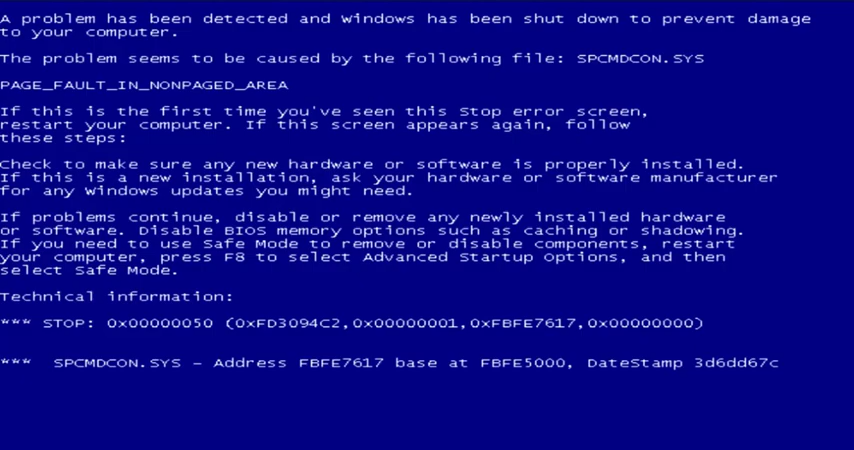 A problem has been detected and Windows has been shut down to prevent damage
to your computer.
The problem seems to be caused by the following file: SPCMDCON.SYS
PAGE_FAULT_IN_NONPAGED_AREA
If this is the first time you've seen this Stop error screen,
restart your computer. If this screen appears again, follow
these steps:
Check to make sure any new hardware or software is properly installed.
If this is a new installation, ask your hardware or software manufacturer
for any Windows updates you might need.
If problems continue, disable or remove any newly installed hardware
or software. Disable BIOS memory options such as caching or shadowing.
If you need to use Safe Mode to remove or disable components, restart
your computer, press F8 to select Advanced Startup Options, and then
select Safe Mode.
Technical information:
*** STOP: 0x00000050 (0xFD3094C2,0x00000001,0xFBFE7617,0x00000000)
*** SPCMDCON.SYS - Address FBFE7617 base at FBFE5000, DateStamp 3d6dd67c